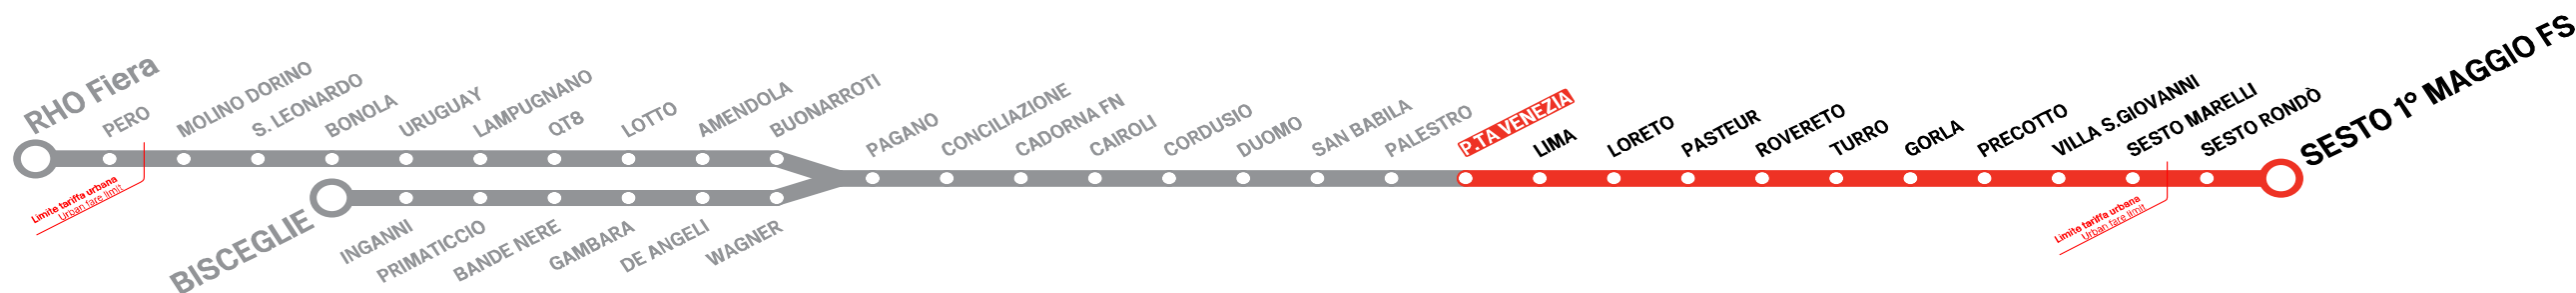 RHO Fiera
PERO
MOLINO DORINO
S. LEONARDO
BONOLA
URUGUAY
LAMPUGNANO
QT8
LOTTO
AMENDOLA
BUONARROTI
Limite tariffa urbana
Urban fare limit
BISCEGLIE
INGANNI
PRIMATICCIO
BANDE NERE
GAMBARA
DE ANGELI
WAGNER
PAGANO
CONCILIAZIONE
CADORNA FN
CAIROLI
CORDUSIO
DUOMO
SAN BABILA
PALESTRO
P.TA VENEZIA
LIMA
LORETO
PASTEUR
ROVERETO
TURRO
GORLA
PRECOTTO
VILLA S.GIOVANNI
SESTO MARELLI
SESTO RONDÒ
SESTO 1° MAGGIO FS
Limite tariffa urbana
Urban fare limit